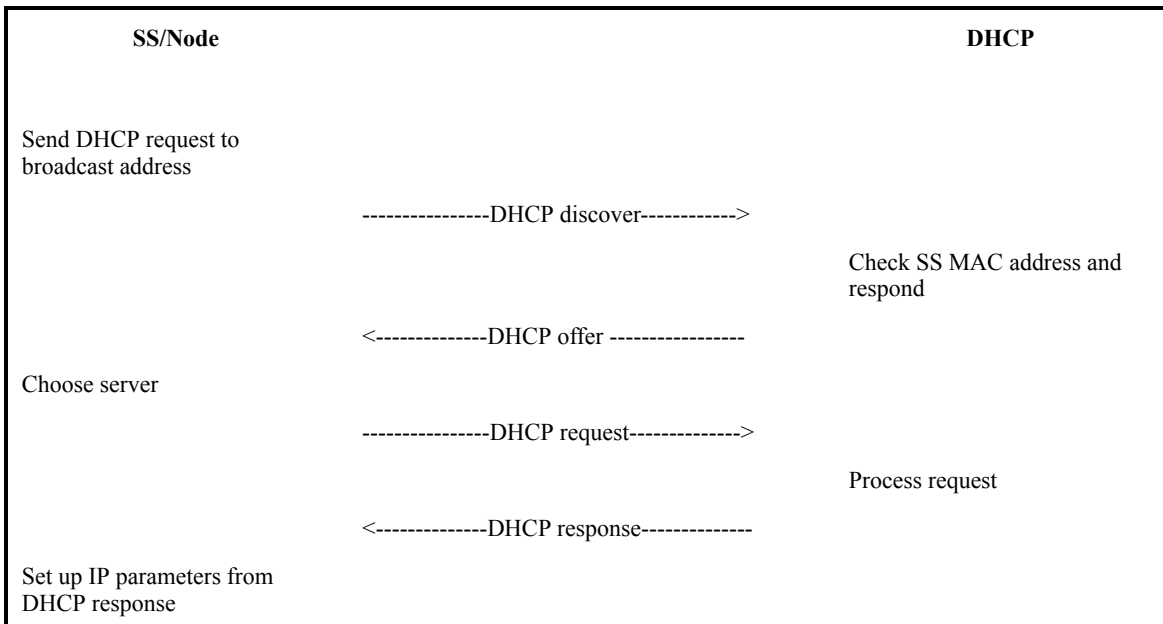 SS/Node DHCP
Send DHCP request to
broadcast address
----------------DHCP discover------------>
Check SS MAC address and
respond
<--------------DHCP offer -----------------
Choose server
----------------DHCP request-------------->
Process request
<--------------DHCP response--------------
Set up IP parameters from
DHCP response